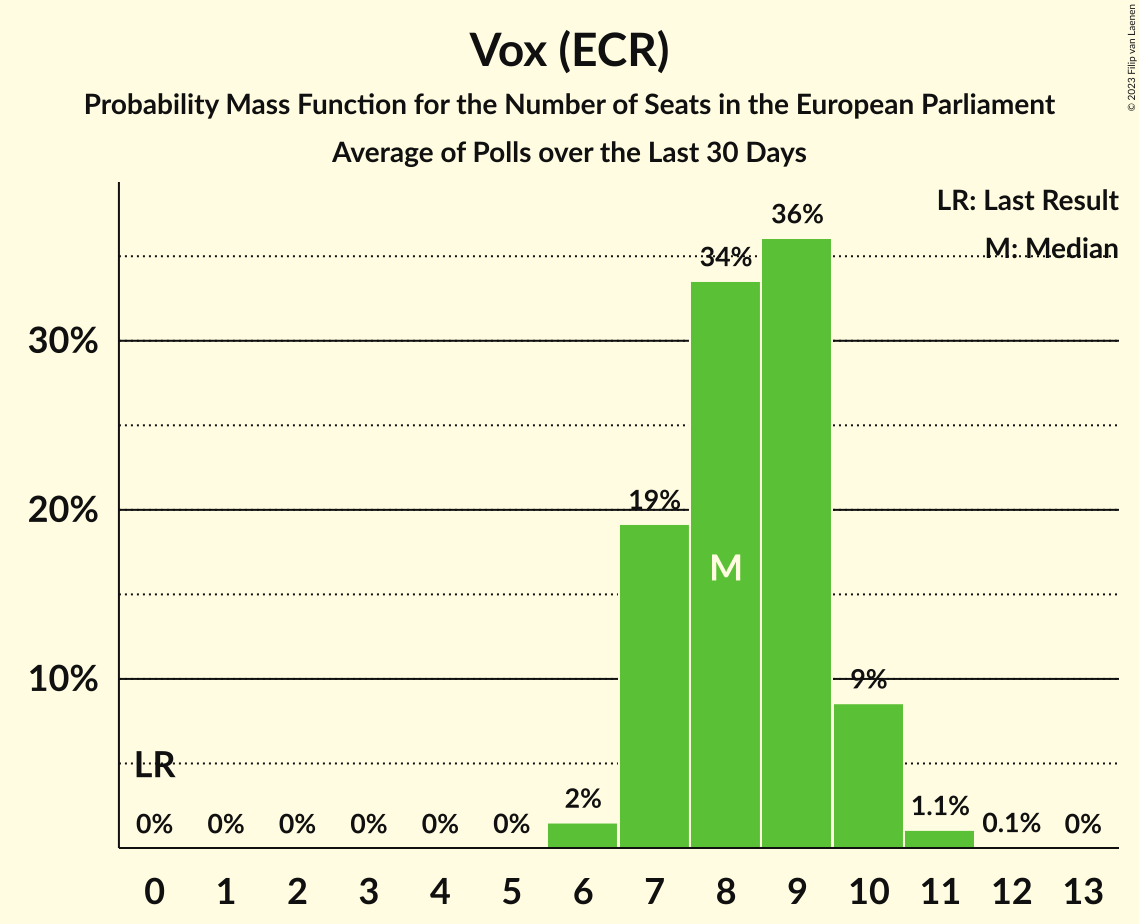 Vox (ECR)
Probability Mass Function for the Number of Seats in the European Parliament
Average of Polls over the Last 30 Days
© 2023 Filip van Laenen
LR: Last Result
M: Median
36%
34%
30%
20%
19%
M
10%
9%
LR
0% 0% 0% 0% 0% 0% 2% 1.1% 0.1% 0%
0 1 2 3 4 5 6 7 8 9 10 11 12 13